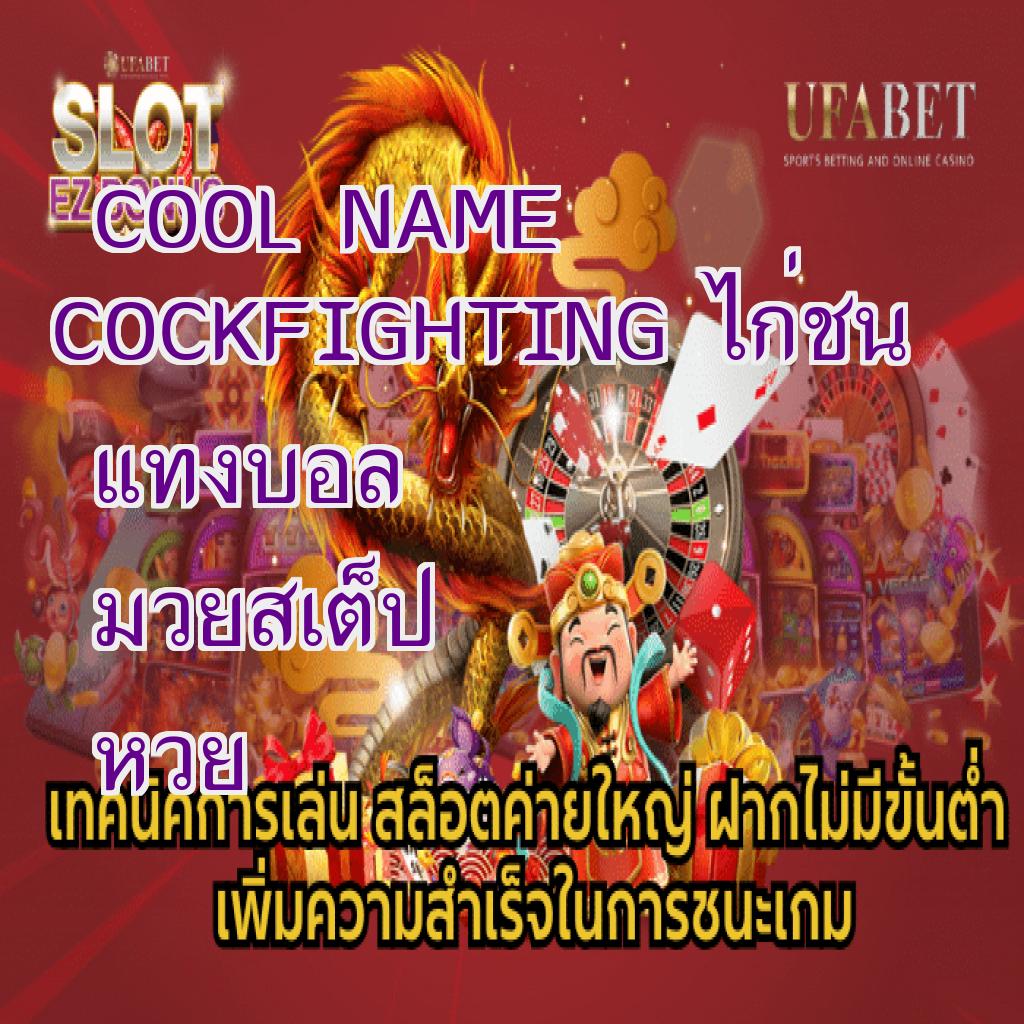 UFABET
SLOT
UFABET
SPORTS BETTING AND ONLINE CASINO
EZ BONUS
COOL NAME
COCKFIGHTING ไก่ชน
แทงบอล
มวยสเต็ป
หวย
เทคนิคการเล่น สล็อตค่ายใหญ่ ฝากไม่มีขั้นต่ำ
เพิ่มความสำเร็จในการชนะเกม